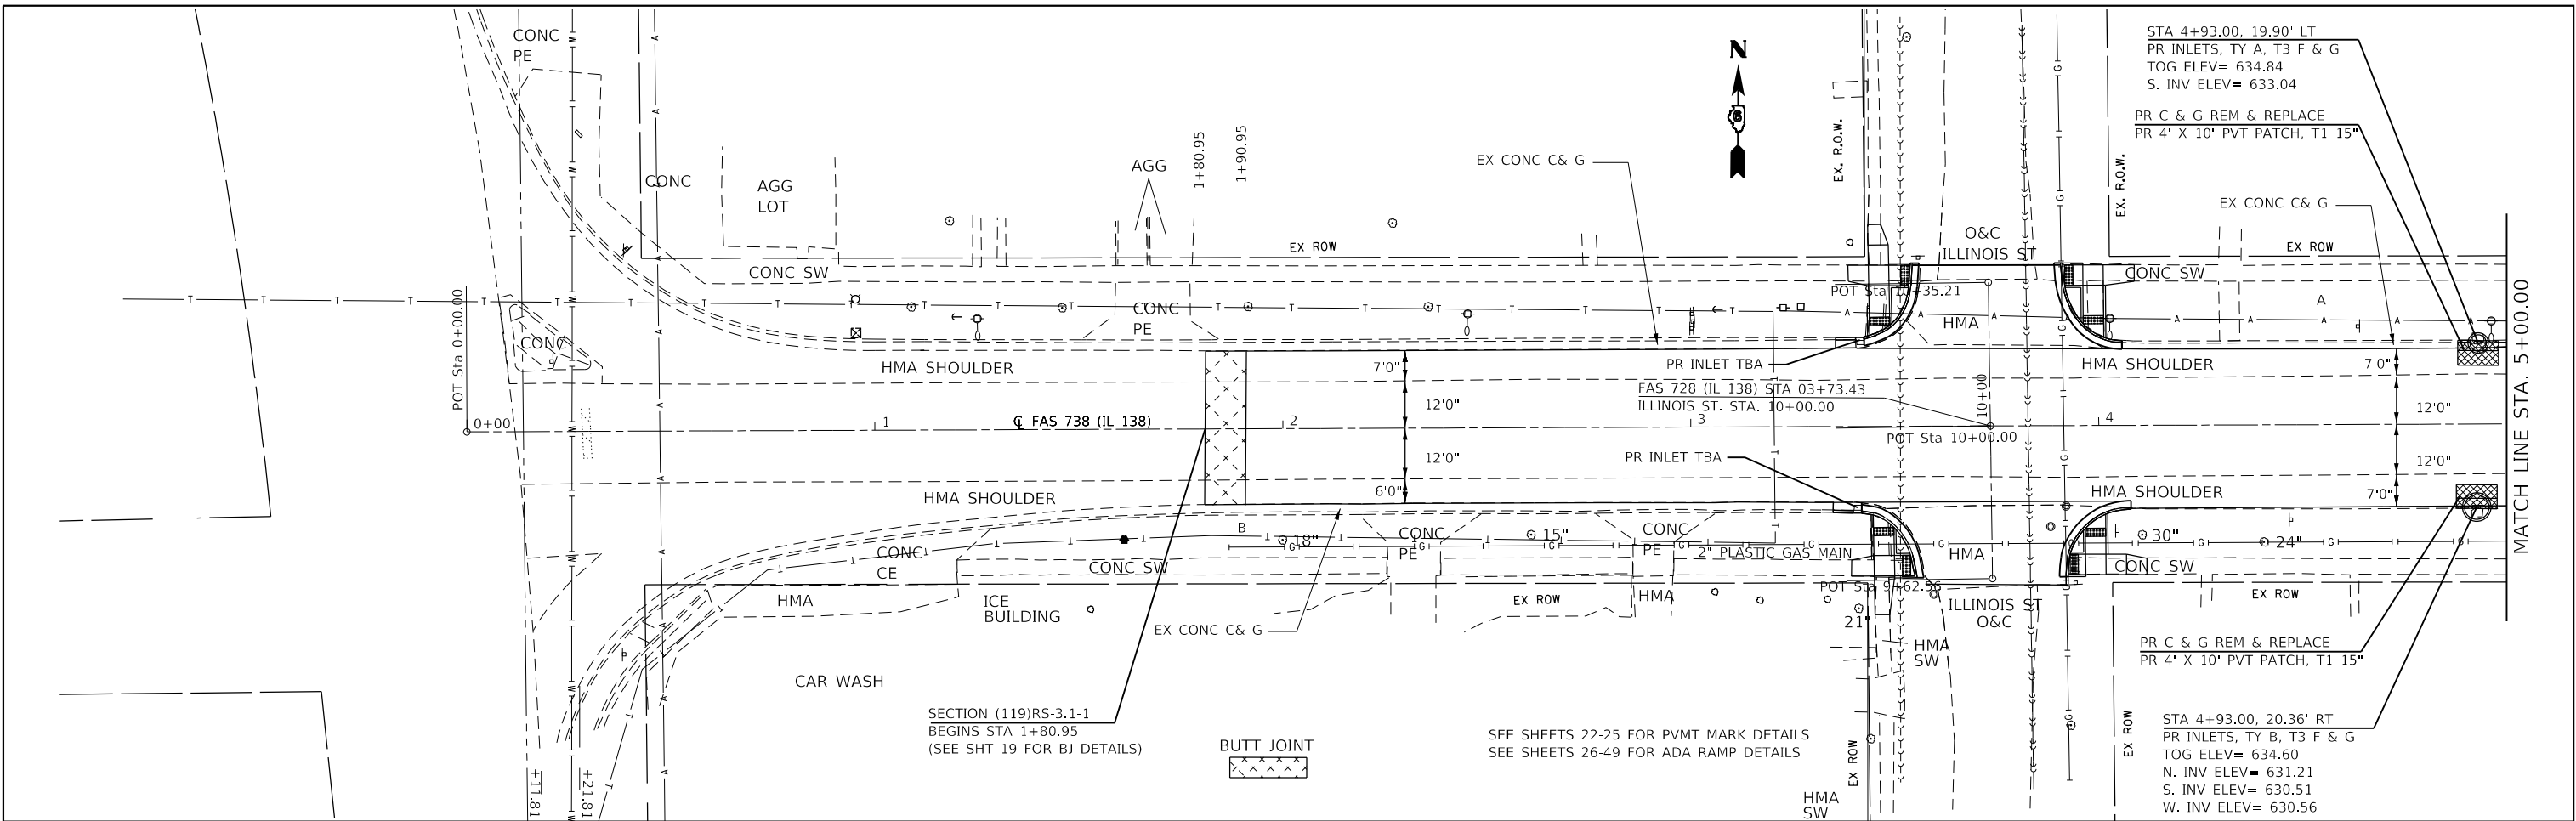 CONC
PE
STA 4+93.00, 19.90' LT
PR INLETS, TY A, T3 F & G
TOG ELEV= 634.84
S. INV ELEV= 633.04
PR C & G REM & REPLACE
PR 4' X 10' PVT PATCH, T1 15"
N
EX. R.O.W.
EX. R.O.W.
1+80.95
1+90.95
AGG
EX CONC C& G
CONC
AGG
LOT
EX CONC C& G
EX ROW
O&C
ILLINOIS ST
EX ROW
CONC SW
CONC SW
POT Sta 0+00.00
POT Sta 10+35.21
A
CONC
PE
HMA
CONC
HMA SHOULDER
7'0"
PR INLET TBA
HMA SHOULDER
7'0"
FAS 728 (IL 138) STA 03+73.43
ILLINOIS ST. STA. 10+00.00
10+00
12'0"
12'0"
0+00
1
℄ FAS 738 (IL 138)
2
3
4
POT Sta 10+00.00
12'0"
PR INLET TBA
12'0"
HMA SHOULDER
6'0"
HMA SHOULDER
7'0"
MATCH LINE STA. 5+00.00
B
18"
CONC
PE
15"
CONC
PE
2" PLASTIC GAS MAIN
HMA
30"
24"
CONC
CE
CONC SW
CONC SW
POT Sta 9+62.56
HMA
ICE
BUILDING
EX ROW
HMA
ILLINOIS ST
O&C
EX ROW
21"
EX CONC C& G
HMA
SW
PR C & G REM & REPLACE
PR 4' X 10' PVT PATCH, T1 15"
CAR WASH
SECTION (119)RS-3.1-1
BEGINS STA 1+80.95
(SEE SHT 19 FOR BJ DETAILS)
BUTT JOINT
SEE SHEETS 22-25 FOR PVMT MARK DETAILS
SEE SHEETS 26-49 FOR ADA RAMP DETAILS
EX ROW
EX ROW
STA 4+93.00, 20.36' RT
PR INLETS, TY B, T3 F & G
TOG ELEV= 634.60
N. INV ELEV= 631.21
S. INV ELEV= 630.51
W. INV ELEV= 630.56
+11.81
+21.81
HMA
SW